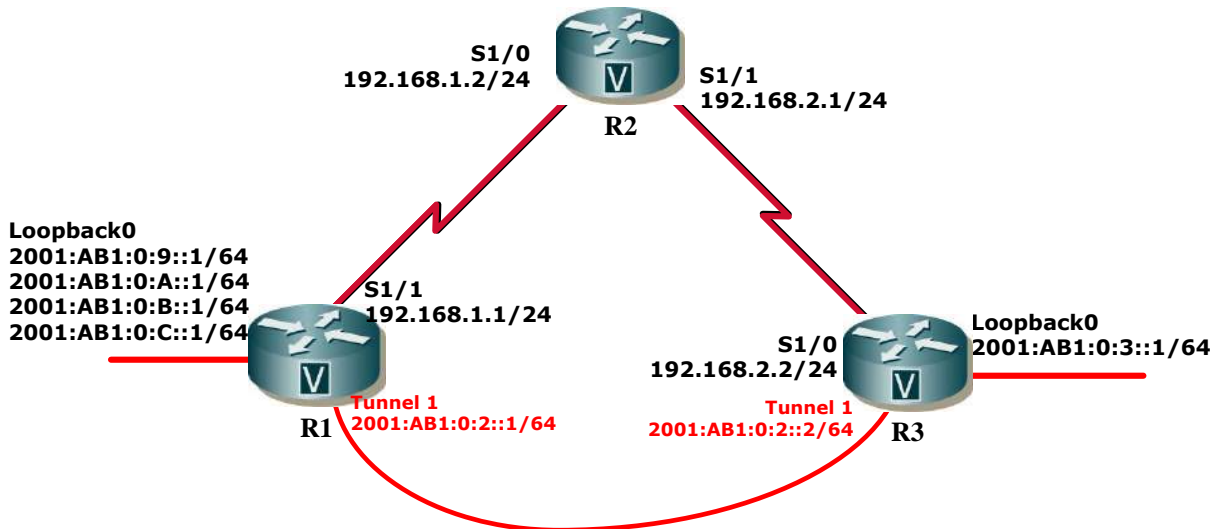 S1/0
192.168.1.2/24
S1/1
192.168.2.1/24
V
R2
Loopback0
2001:AB1:0:9::1/64
2001:AB1:0:A::1/64
2001:AB1:0:B::1/64
2001:AB1:0:C::1/64
S1/1
192.168.1.1/24
V
R1
Tunnel 1
2001:AB1:0:2::1/64
S1/0
192.168.2.2/24
Loopback0
2001:AB1:0:3::1/64
V
R3
Tunnel 1
2001:AB1:0:2::2/64